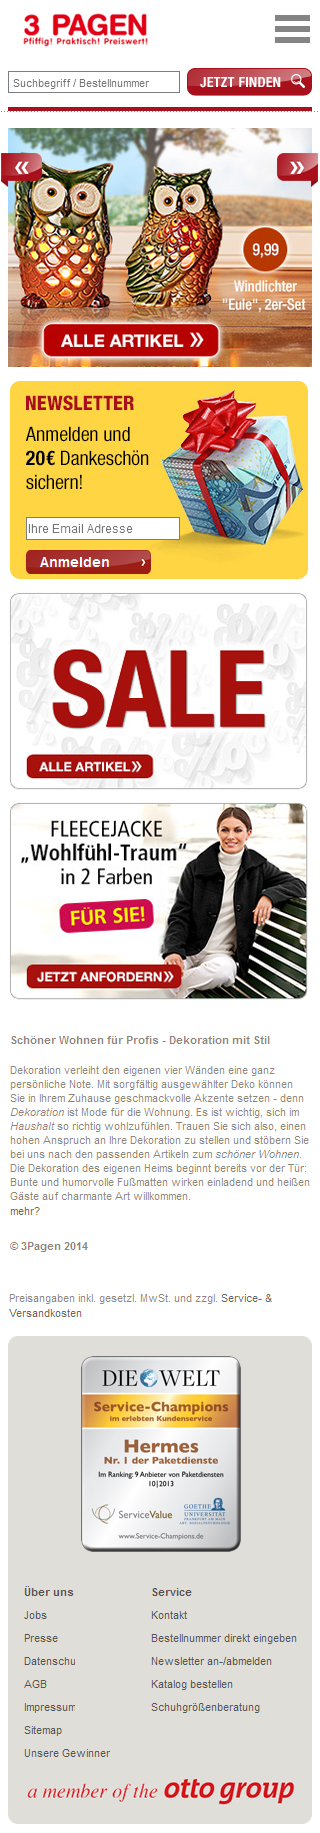 3 PAGEN
Pfiffig! Praktisch! Preiswert!
Suchbegriff / Bestellnummer
JETZT FINDEN
« »
9,99
Windlichter
"Eule", 2er-Set
ALLE ARTIKEL »
NEWSLETTER
Anmelden und
20€ Dankeschön
sichern!
Ihre Email Adresse
Anmelden ›
SALE
ALLE ARTIKEL»
FLEECEJACKE
„Wohlfühl-Traum“
in 2 Farben
FÜR SIE!
JETZT ANFORDERN»
Schöner Wohnen für Profis - Dekoration mit Stil
Dekoration verleiht den eigenen vier Wänden eine ganz
persönliche Note. Mit sorgfältig ausgewählter Deko können
Sie in Ihrem Zuhause geschmackvolle Akzente setzen - denn
Dekoration ist Mode für die Wohnung. Es ist wichtig, sich im
Haushalt so richtig wohlzufühlen. Trauen Sie sich also, einen
hohen Anspruch an Ihre Dekoration zu stellen und stöbern Sie
bei uns nach den passenden Artikeln zum schöner Wohnen.
Die Dekoration des eigenen Heims beginnt bereits vor der Tür:
Bunte und humorvolle Fußmatten wirken einladend und heißen
Gäste auf charmante Art willkommen.
mehr?
© 3Pagen 2014
Preisangaben inkl. gesetzl. MwSt. und zzgl. Service- &
Versandkosten
DIE WELT
Service-Champions
im erlebten Kundenservice
Hermes
Nr. 1 der Paketdienste
Im Ranking: 9 Anbieter von Paketdiensten
10|2013
ServiceValue
GOETHE
UNIVERSITÄT
FRANKFURT AM MAIN
www.Service-Champions.de
Über uns
Jobs
Presse
Datenschu
AGB
Impressum
Sitemap
Unsere Gewinner
Service
Kontakt
Bestellnummer direkt eingeben
Newsletter an-/abmelden
Katalog bestellen
Schuhgrößenberatung
a member of the otto group